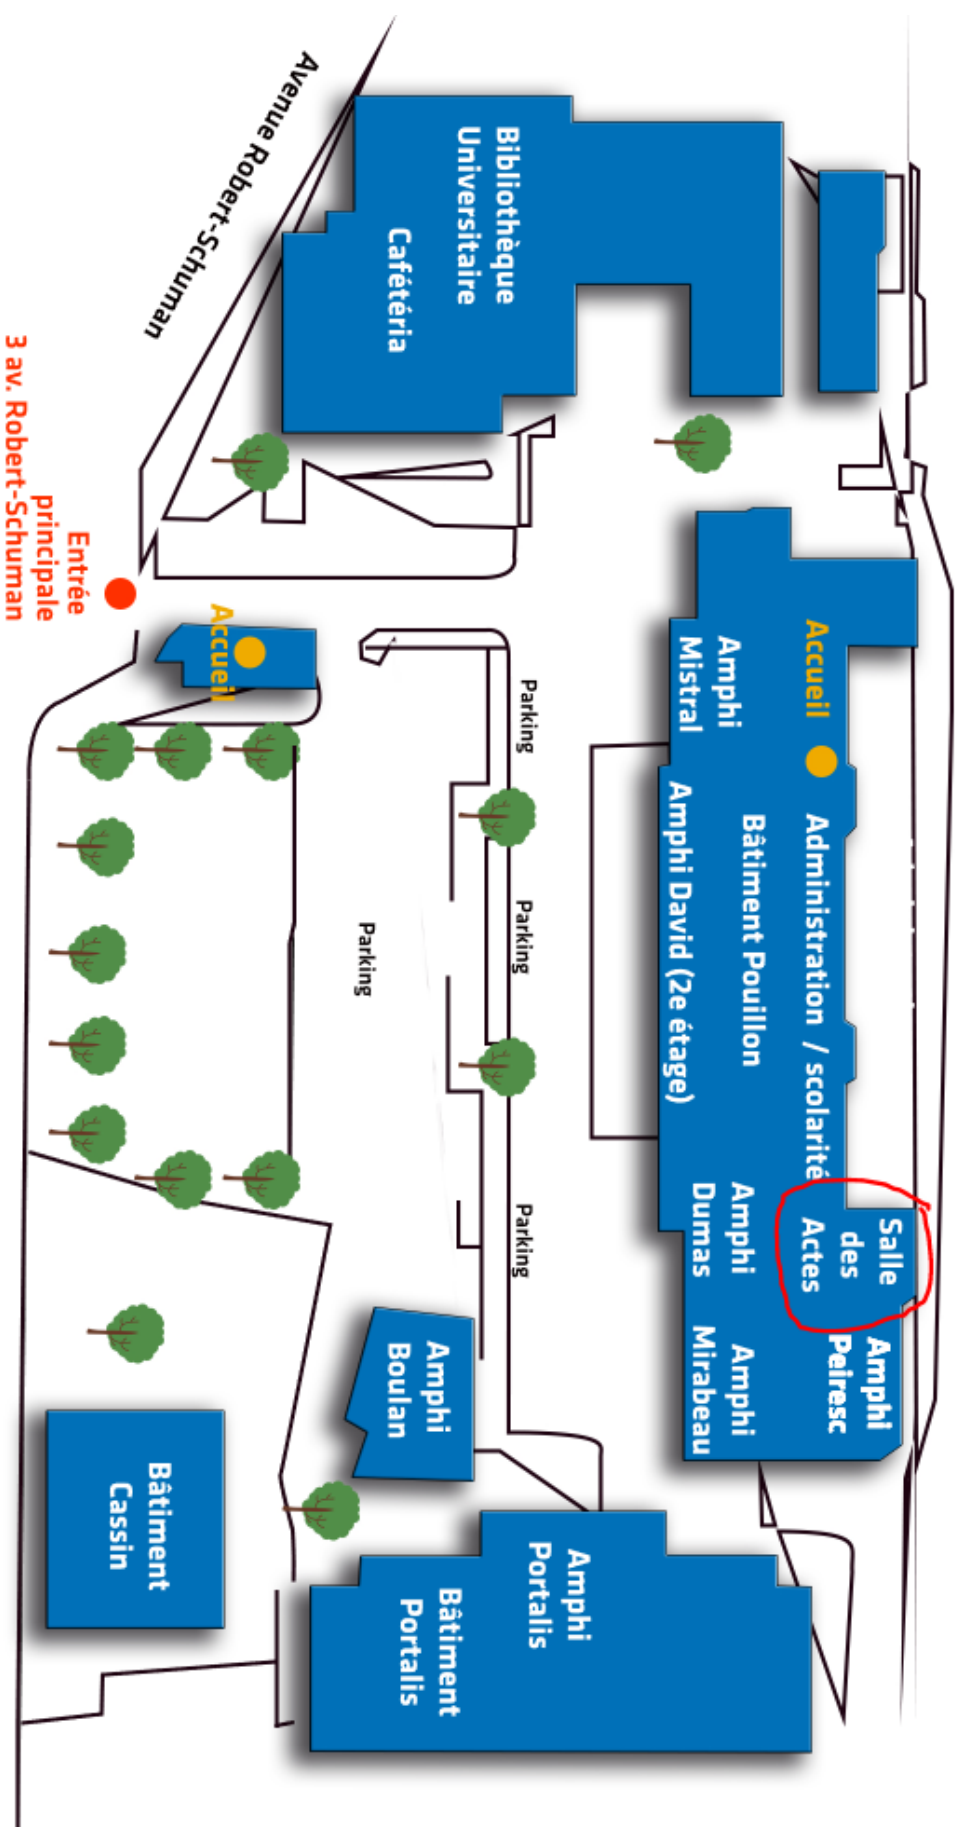 Avenue Robert-Schuman
Bibliothèque
Universitaire
Cafétéria
Entrée
principale
3 av. Robert-Schuman
Accueil
Accueil
Amphi
Mistral
Administration / scolarité
Bâtiment Pouillon
Amphi David (2e étage)
Salle
des
Actes
Amphi
Dumas
Amphi
Peiresc
Amphi
Mirabeau
Parking
Parking
Parking
Parking
Amphi
Boulan
Amphi
Portalis
Bâtiment
Portalis
Bâtiment
Cassin